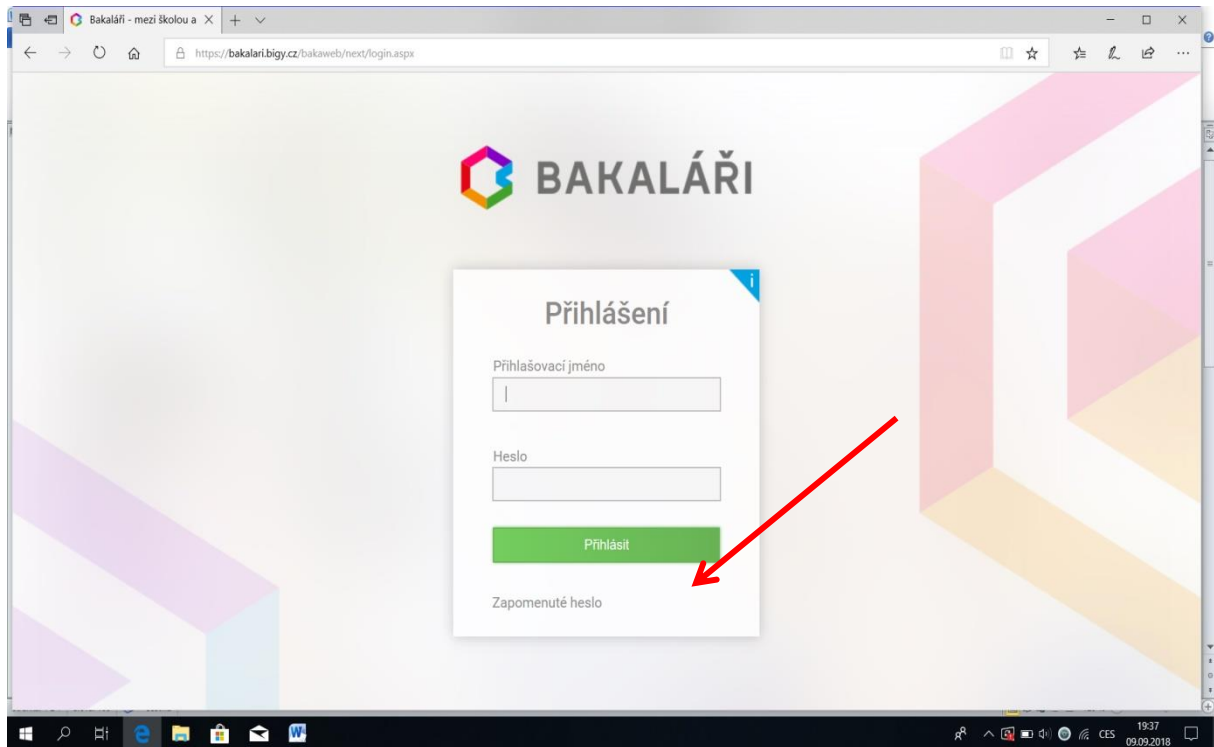 Bakaláři - mezi školou a
https://bakalari.bigy.cz/bakaweb/next/login.aspx
BAKALÁŘI
i
Přihlášení
Přihlašovací jméno
Heslo
Přihlásit
Zapomenuté heslo
CES
19:37
09.09.2018